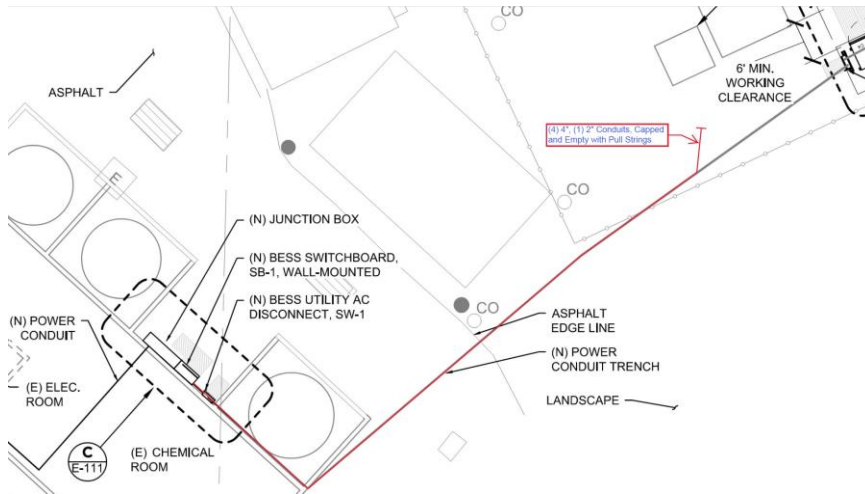 CO
ASPHALT
6' MIN.
WORKING
CLEARANCE
(4) 4", (1) 2" Conduits, Capped
and Empty with Pull Strings
E
CO
(N) JUNCTION BOX
(N) BESS SWITCHBOARD,
SB-1, WALL-MOUNTED
(N) BESS UTILITY AC
DISCONNECT, SW-1
CO
(N) POWER
CONDUIT
ASPHALT
EDGE LINE
(N) POWER
CONDUIT TRENCH
(E) ELEC.
ROOM
LANDSCAPE
C
E-111
(E) CHEMICAL
ROOM